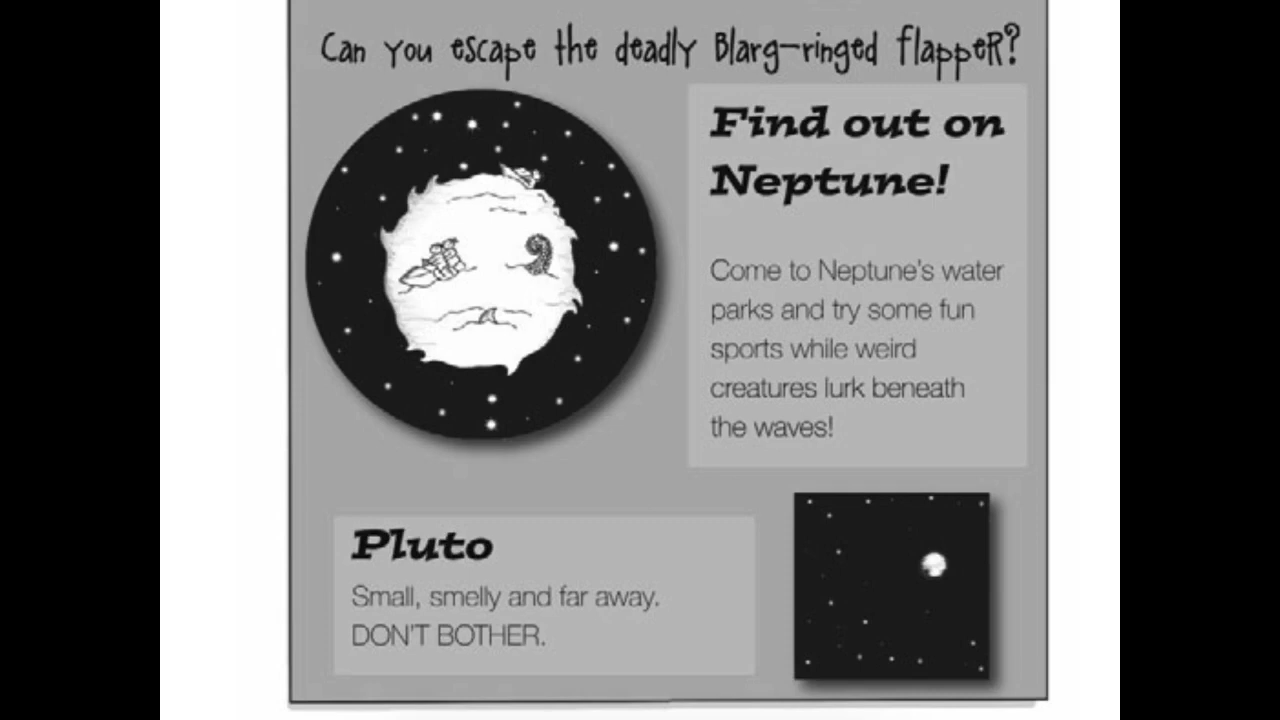 Can you escape the deadly Blarg-ringed flappeR?
Find out on
Neptune!
Come to Neptune's water
parks and try some fun
sports while weird
creatures lurk beneath
the waves!
Pluto
Small, smelly and far away.
DON'T BOTHER.